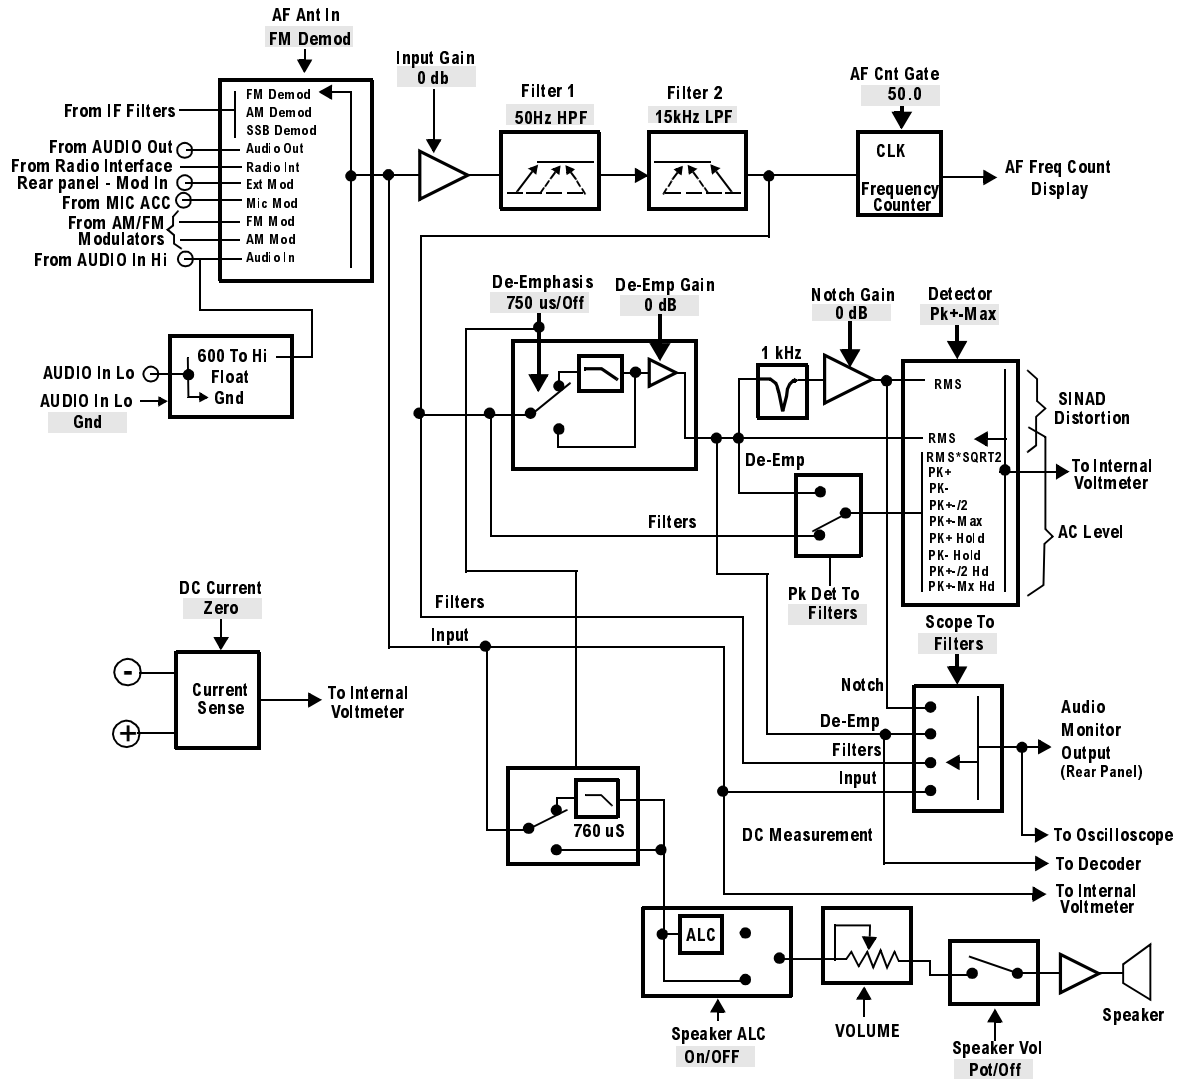 AF Ant In
FM Demod
Input Gain
0 db
Filter 1
50Hz HPF
Filter 2
15kHz LPF
AF Cnt Gate
50.0
From IF Filters
FM Demod
AM Demod
SSB Demod
From AUDIO Out
Audio Out
From Radio Interface
Radio Int
Rear panel - Mod In
Ext Mod
From MIC ACC
Mic Mod
From AM/FM
Modulators
FM Mod
AM Mod
From AUDIO In Hi
Audio In
CLK
Frequency
Counter
AF Freq Count
Display
De-Emphasis
750 us/Off
De-Emp Gain
0 dB
Notch Gain
0 dB
Detector
Pk+-Max
600 To Hi
Float
Gnd
AUDIO In Lo
AUDIO In Lo
Gnd
1 kHz
RMS
SINAD
Distortion
RMS
De-Emp
RMS*SQRT2
PK+
PK-
PK+-/2
PK+-Max
PK+ Hold
PK- Hold
PK+-/2 Hd
PK+-Mx Hd
To Internal
Voltmeter
AC Level
Filters
Pk Det To
Filters
DC Current
Zero
Filters
Input
Scope To
Filters
-
+
Current
Sense
To Internal
Voltmeter
Notch
De-Emp
Filters
Input
Audio
Monitor
Output
(Rear Panel)
760 uS
DC Measurement
To Oscilloscope
To Decoder
To Internal
Voltmeter
ALC
Speaker ALC
On/OFF
VOLUME
Speaker Vol
Pot/Off
Speaker